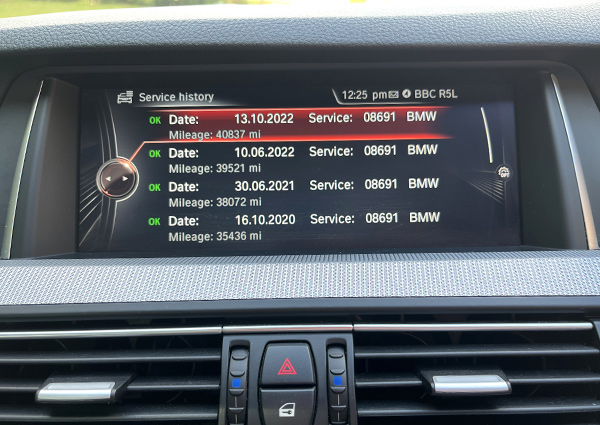 Service history 12:25 pm BBC R5L
OK Date: 13.10.2022 Service: 08691 BMW
Mileage: 40837 mi
OK Date: 10.06.2022 Service: 08691 BMW
Mileage: 39521 mi
OK Date: 30.06.2021 Service: 08691 BMW
Mileage: 38072 mi
OK Date: 16.10.2020 Service: 08691 BMW
Mileage: 35436 mi